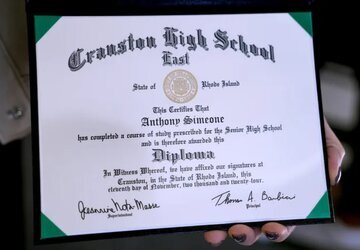 Cranston High School
East
State of Rhode Island
This Certifies That
Anthony Simeone
has completed a course of study prescribed for the Senior High School
and is therefore awarded this
Diploma
In Witness Whereof, we have affixed our signatures at
Cranston, in the State of Rhode Island, this
eleventh day of November, two thousand and twenty-four.
Thomas A. Barbieri
Superintendent Principal